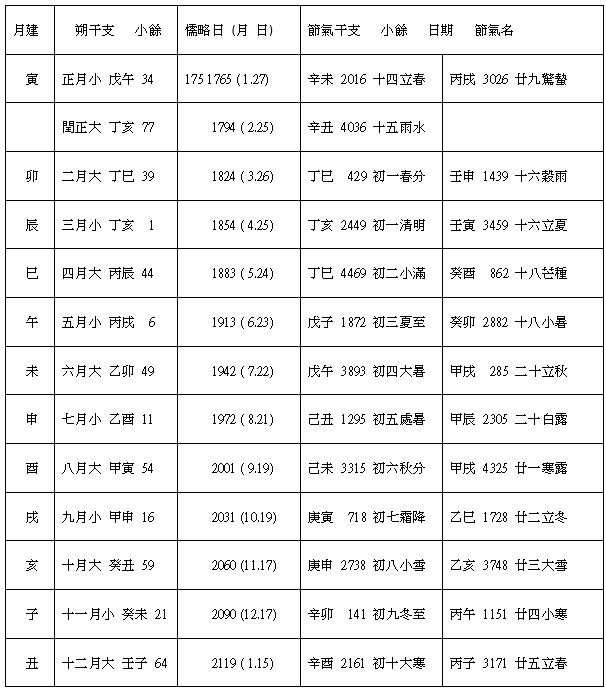 月建 朔干支 小餘 儒略日 (月 日) 節氣干支 小餘 日期 節氣名
寅 正月小 戊午 34 175 1765 ( 1.27) 辛未 2016 十四立春 丙戌 3026 廿九驚蟄
閏正大 丁亥 77 1794 ( 2.25) 辛丑 4036 十五雨水
卯 二月大 丁巳 39 1824 ( 3.26) 丁巳 429 初一春分 壬申 1439 十六穀雨
辰 三月小 丁亥 1 1854 ( 4.25) 丁亥 2449 初一清明 壬寅 3459 十六立夏
巳 四月大 丙辰 44 1883 ( 5.24) 丁巳 4469 初二小滿 癸酉 862 十八芒種
午 五月小 丙戌 6 1913 ( 6.23) 戊子 1872 初三夏至 癸卯 2882 十八小暑
未 六月大 乙卯 49 1942 ( 7.22) 戊午 3893 初四大暑 甲戌 285 二十立秋
申 七月小 乙酉 11 1972 ( 8.21) 己丑 1295 初五處暑 甲辰 2305 二十白露
酉 八月大 甲寅 54 2001 ( 9.19) 己未 3315 初六秋分 甲戌 4325 廿一寒露
戌 九月小 甲申 16 2031 (10.19) 庚寅 718 初七霜降 乙巳 1728 廿二立冬
亥 十月大 癸丑 59 2060 (11.17) 庚申 2738 初八小雪 乙亥 3748 廿三大雪
子 十一月小 癸未 21 2090 (12.17) 辛卯 141 初九冬至 丙午 1151 廿四小寒
丑 十二月大 壬子 64 2119 ( 1.15) 辛酉 2161 初十大寒 丙子 3171 廿五立春